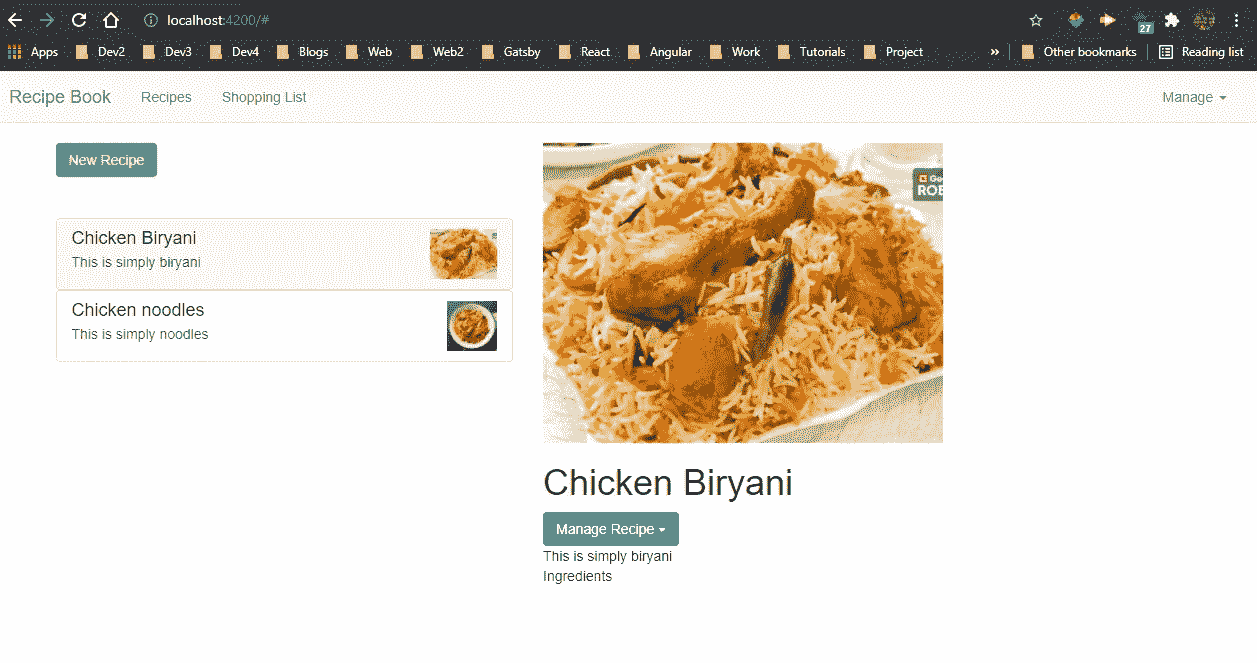 localhost:4200/#
27
Apps Dev2 Dev3 Dev4 Blogs Web Web2 Gatsby React Angular Work Tutorials Project » Other bookmarks Reading list
Recipe Book Recipes Shopping List Manage
New Recipe
Chicken Biryani
This is simply biryani
Chicken noodles
This is simply noodles
Chicken Biryani
Manage Recipe
This is simply biryani
Ingredients